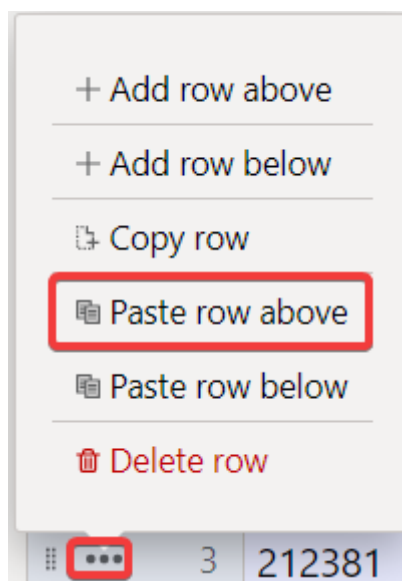 Add row above
Add row below
Copy row
Paste row above
Paste row below
Delete row
3 212381